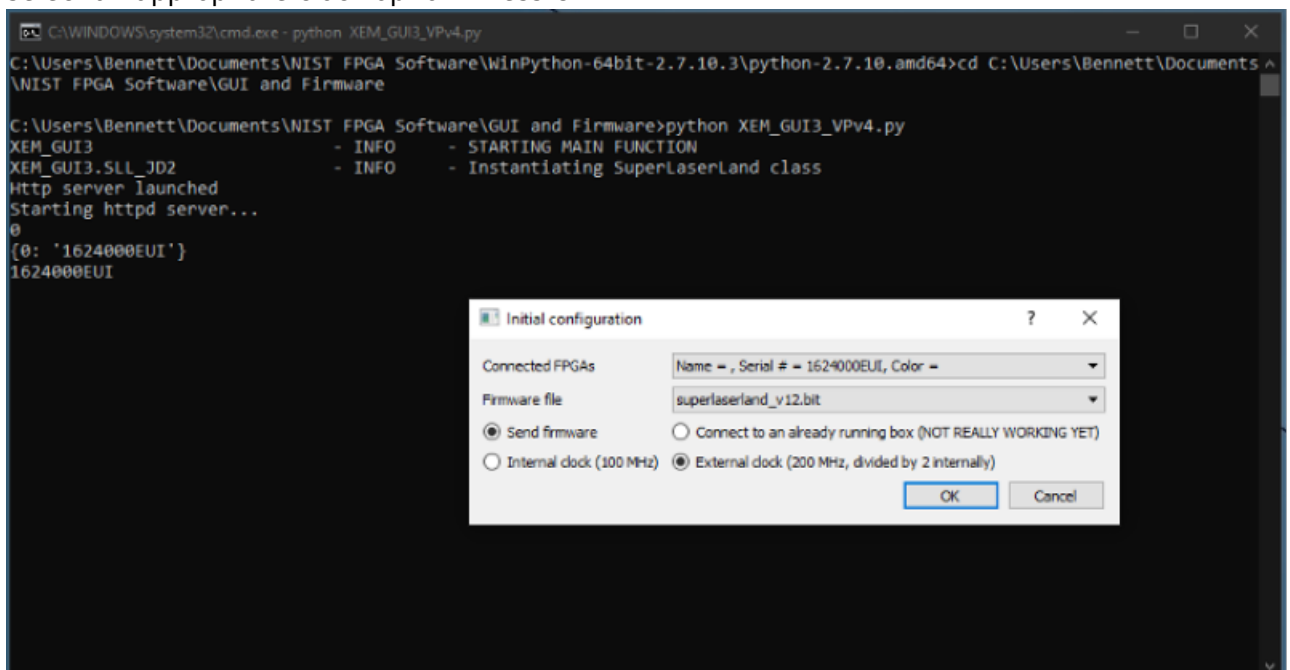 C:\WINDOWS\system32\cmd.exe - python XEM_GUI3_VPv4.py
C:\Users\Bennett\Documents\NIST FPGA Software\WinPython-64bit-2.7.10.3\python-2.7.10.amd64>cd C:\Users\Bennett\Documents
\NIST FPGA Software\GUI and Firmware
C:\Users\Bennett\Documents\NIST FPGA Software\GUI and Firmware>python XEM_GUI3_VPv4.py
XEM_GUI3 - INFO - STARTING MAIN FUNCTION
XEM_GUI3.SLL_JD2 - INFO - Instantiating SuperLaserLand class
Http server launched
Starting httpd server...
0
{0: '1624000EUI'}
1624000EUI
Initial configuration
Connected FPGAs Name = , Serial # = 1624000EUI, Color =
Firmware file superlaserland_v12.bit
Send firmware Connect to an already running box (NOT REALLY WORKING YET)
Internal clock (100 MHz) External clock (200 MHz, divided by 2 internally)
OK Cancel